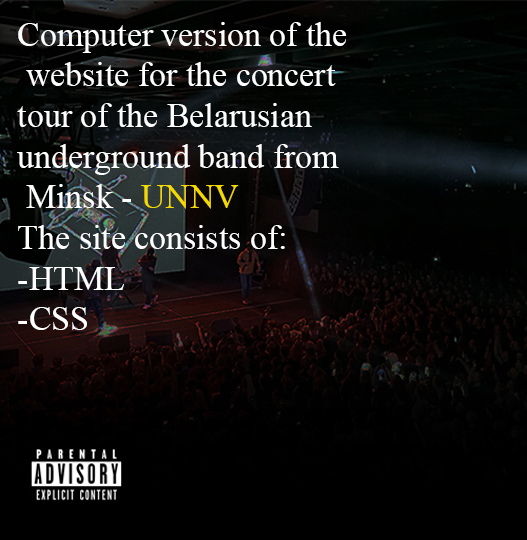 Computer version of the
website for the concert
tour of the Belarusian
underground band from
Minsk - UNNV
The site consists of:
-HTML
-CSS
PARENTAL
ADVISORY
EXPLICIT CONTENT